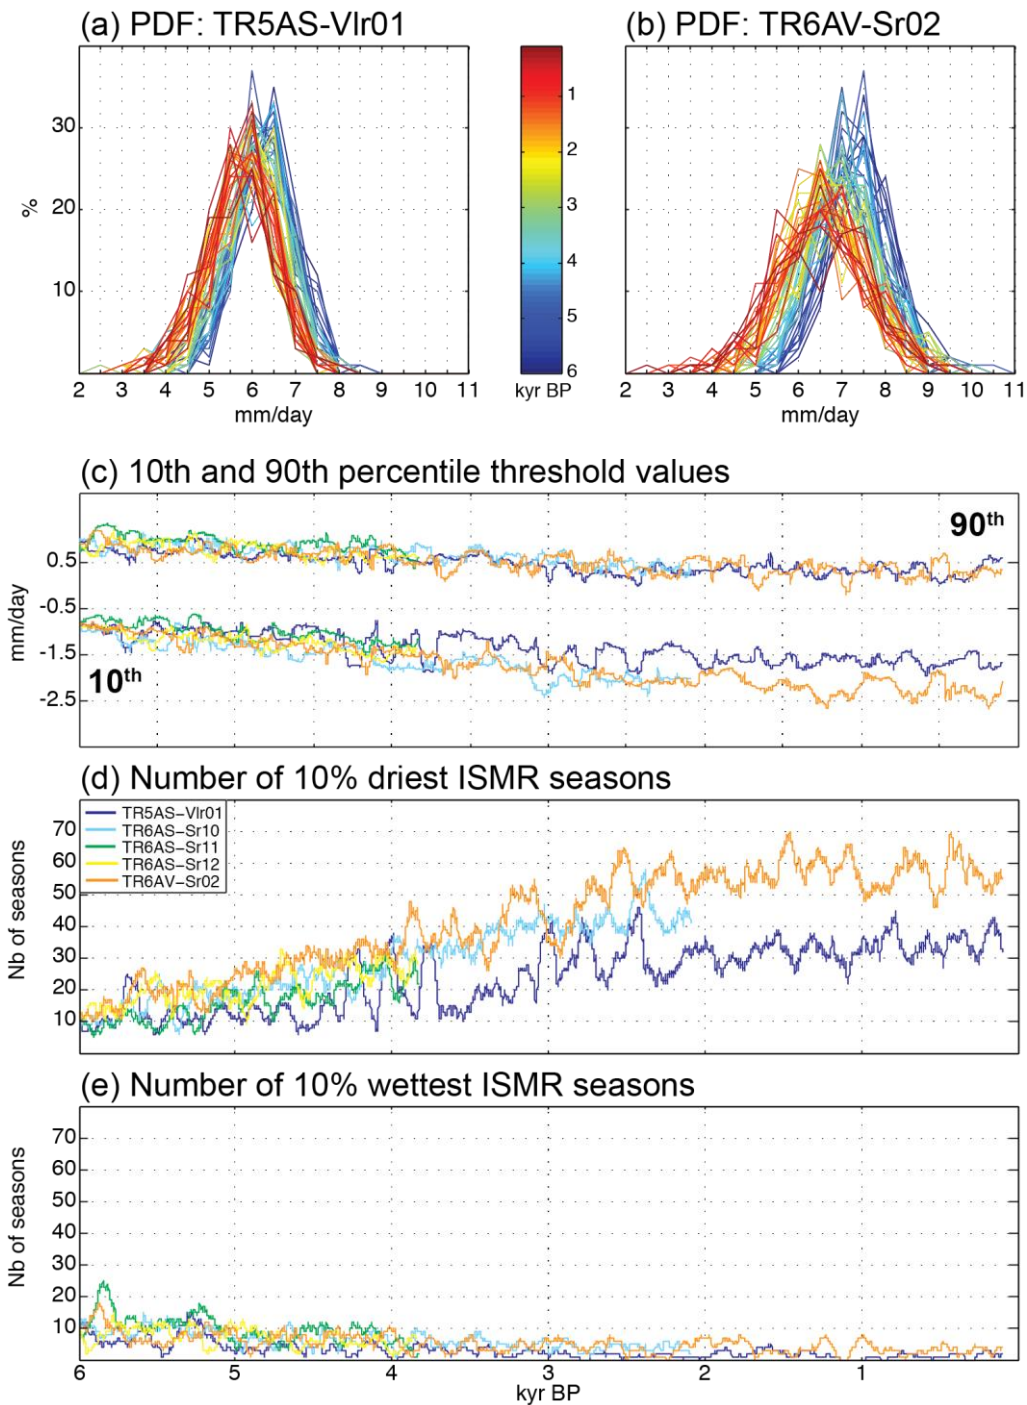 (a) PDF: TR5AS-Vlr01
(b) PDF: TR6AV-Sr02
30
20
10
%
2 3 4 5 6 7 8 9 10 11
mm/day
1
2
3
4
5
6
kyr BP
2 3 4 5 6 7 8 9 10 11
mm/day
(c) 10th and 90th percentile threshold values
90th
0.5
-0.5
-1.5
-2.5
mm/day
10th
(d) Number of 10% driest ISMR seasons
TR5AS-Vlr01
TR6AS-Sr10
TR6AS-Sr11
TR6AS-Sr12
TR6AV-Sr02
70
60
50
40
30
20
10
Nb of seasons
(e) Number of 10% wettest ISMR seasons
70
60
50
40
30
20
10
Nb of seasons
6 5 4 3 2 1
kyr BP